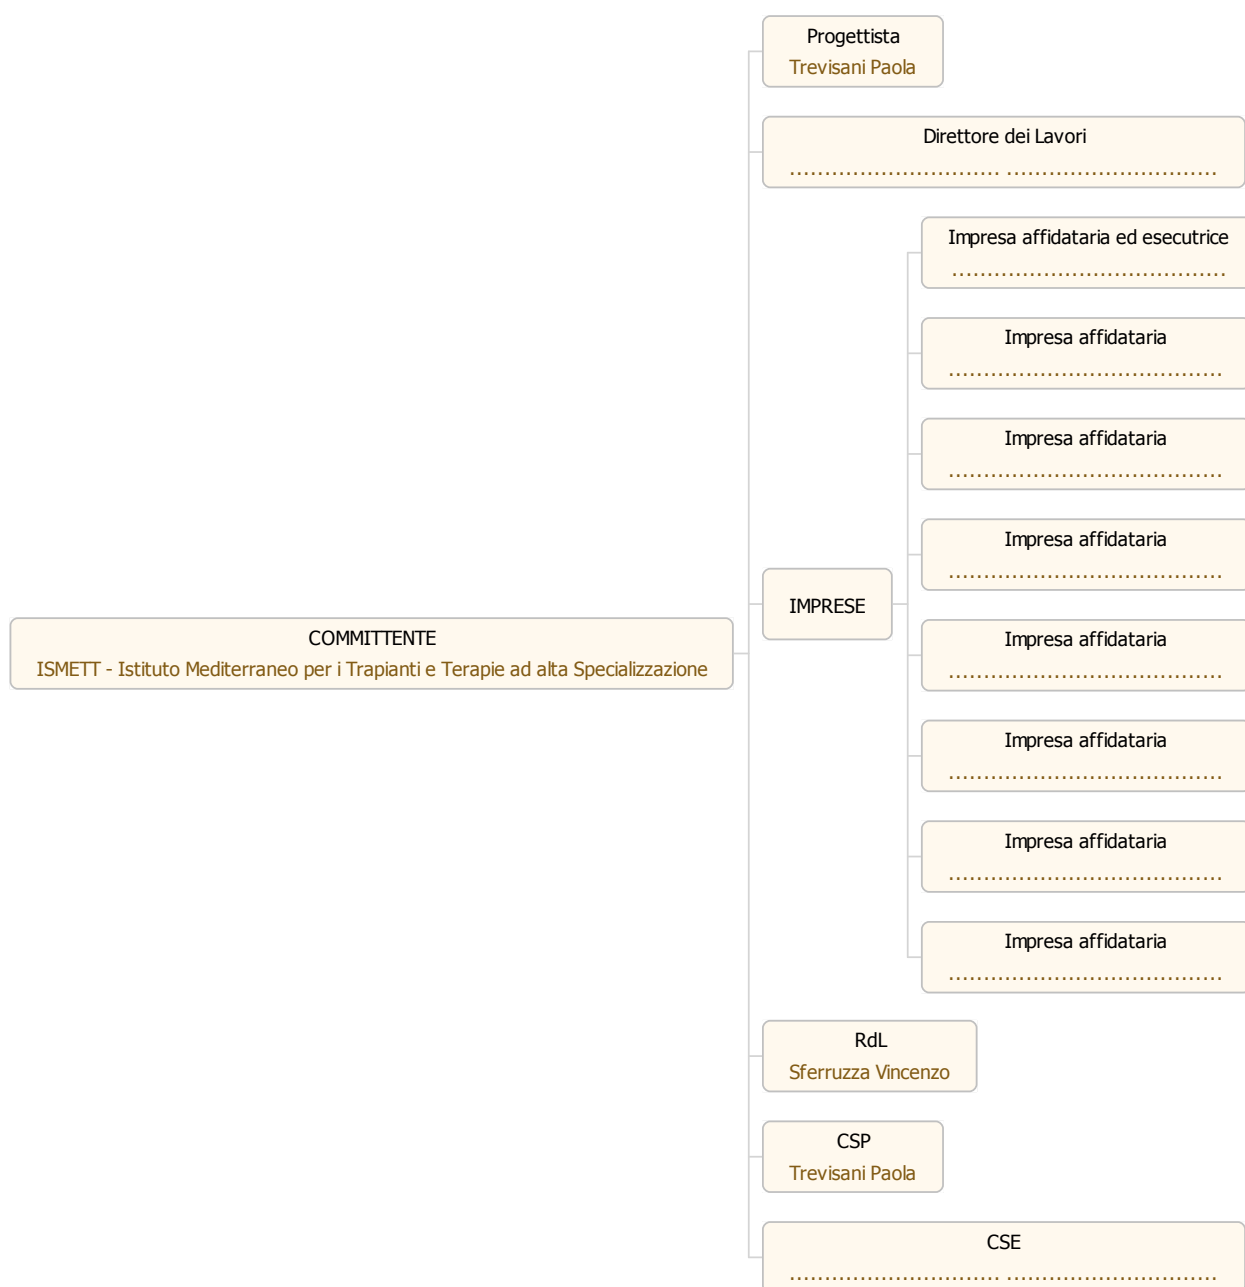 Progettista
Trevisani Paola
Direttore dei Lavori
.............................. ..............................
Impresa affidataria ed esecutrice
.......................................
Impresa affidataria
.......................................
Impresa affidataria
.......................................
Impresa affidataria
.......................................
IMPRESE
COMMITTENTE
ISMETT - Istituto Mediterraneo per i Trapianti e Terapie ad alta Specializzazione
Impresa affidataria
.......................................
Impresa affidataria
.......................................
Impresa affidataria
.......................................
Impresa affidataria
.......................................
RdL
Sferruzza Vincenzo
CSP
Trevisani Paola
CSE
.............................. ..............................